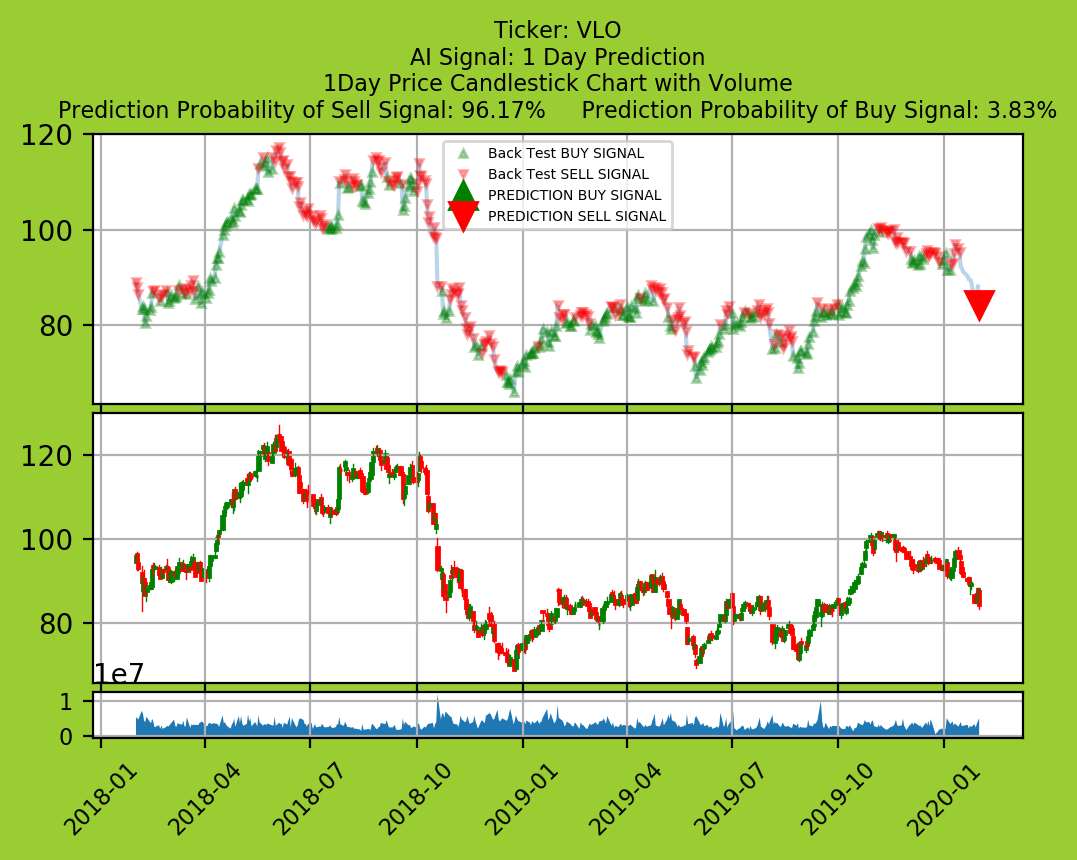 Ticker: VLO
AI Signal: 1 Day Prediction
1Day Price Candlestick Chart with Volume
Prediction Probability of Sell Signal: 96.17%     Prediction Probability of Buy Signal: 3.83%
120
100
80
Back Test BUY SIGNAL
Back Test SELL SIGNAL
PREDICTION BUY SIGNAL
PREDICTION SELL SIGNAL
120
100
80
1e7
1
0
2018-01
2018-04
2018-07
2018-10
2019-01
2019-04
2019-07
2019-10
2020-01